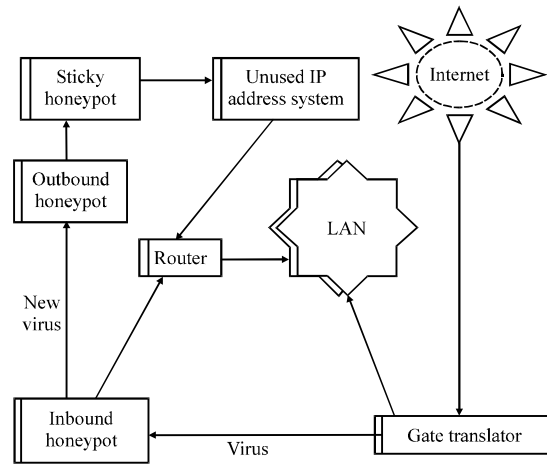 Sticky
honeypot
Unused IP
address system
Internet
Outbound
honeypot
LAN
Router
New
virus
Inbound
honeypot
Virus
Gate translator